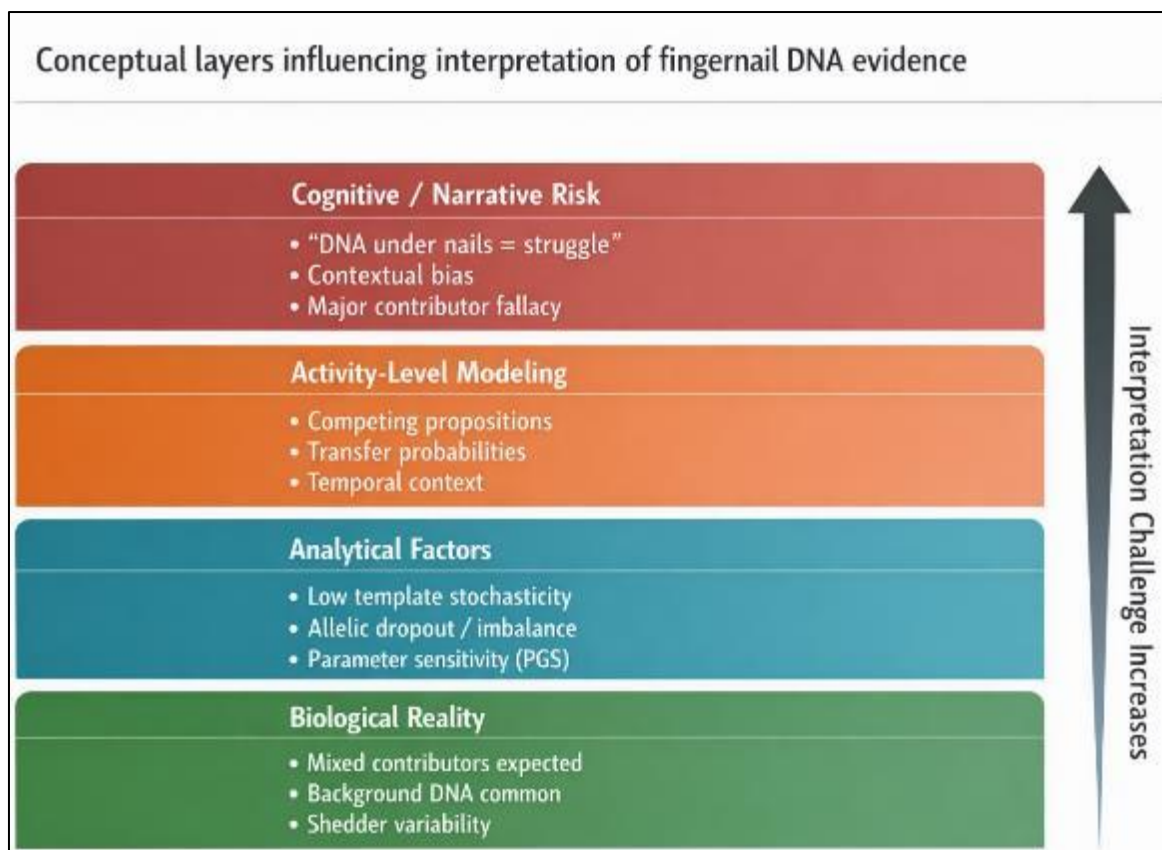 Conceptual layers influencing interpretation of fingernail DNA evidence
Cognitive / Narrative Risk
• “DNA under nails = struggle”
• Contextual bias
• Major contributor fallacy
Activity-Level Modeling
• Competing propositions
• Transfer probabilities
• Temporal context
Analytical Factors
• Low template stochasticity
• Allelic dropout / imbalance
• Parameter sensitivity (PGS)
Biological Reality
• Mixed contributors expected
• Background DNA common
• Shedder variability
Interpretation Challenge Increases